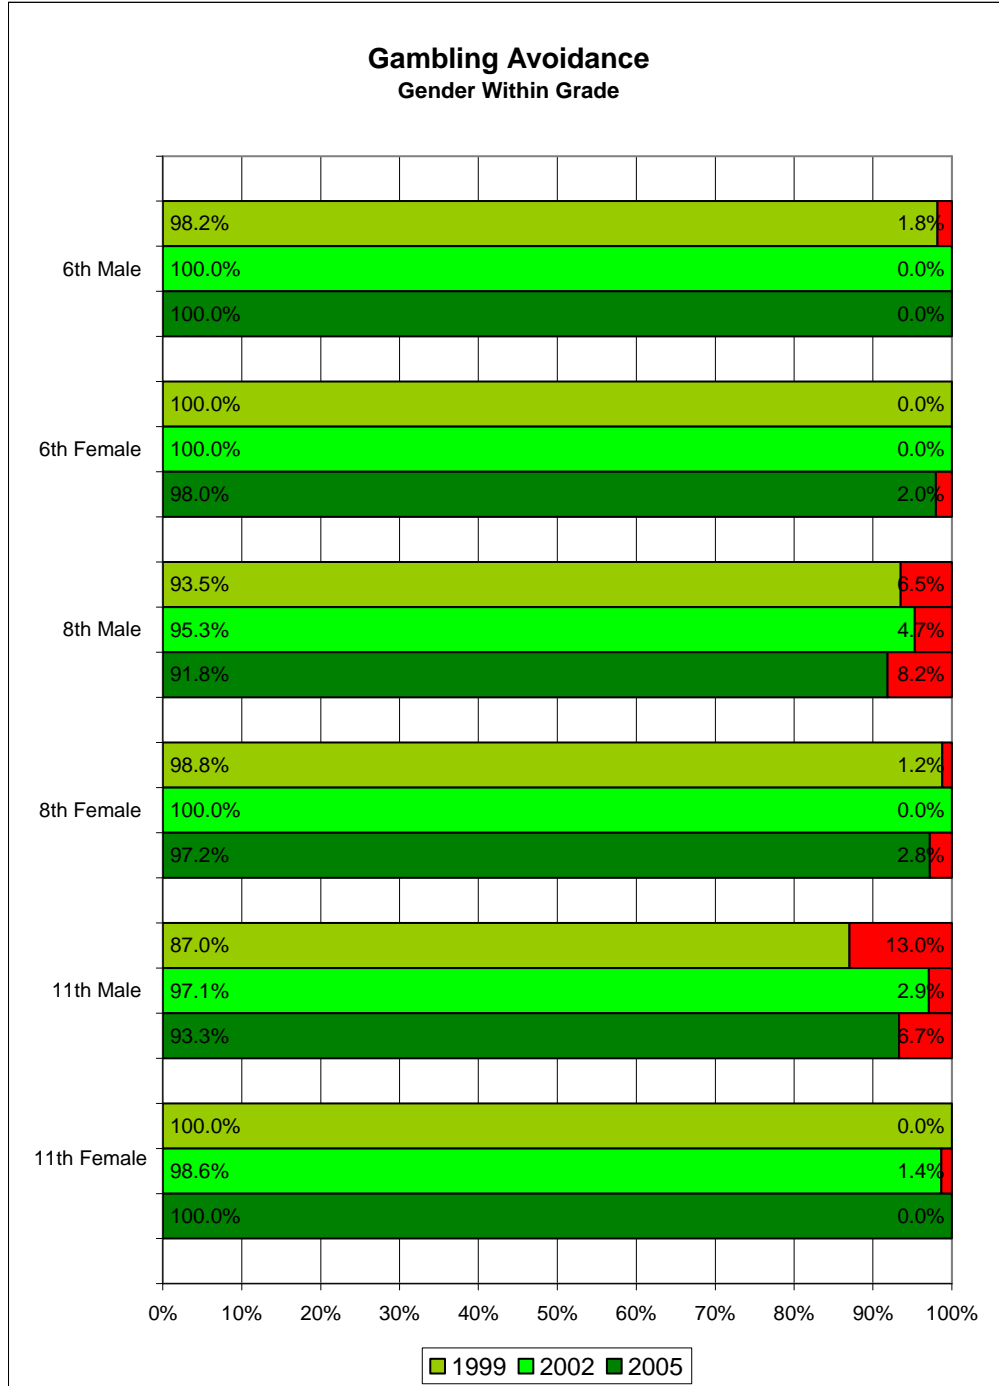 Gambling Avoidance
Gender Within Grade
98.2% 1.8%
6th Male 100.0% 0.0%
100.0% 0.0%
100.0% 0.0%
6th Female 100.0% 0.0%
98.0% 2.0%
93.5% 6.5%
8th Male 95.3% 4.7%
91.8% 8.2%
98.8% 1.2%
8th Female 100.0% 0.0%
97.2% 2.8%
87.0% 13.0%
11th Male 97.1% 2.9%
93.3% 6.7%
100.0% 0.0%
11th Female 98.6% 1.4%
100.0% 0.0%
0% 10% 20% 30% 40% 50% 60% 70% 80% 90% 100%
1999 2002 2005